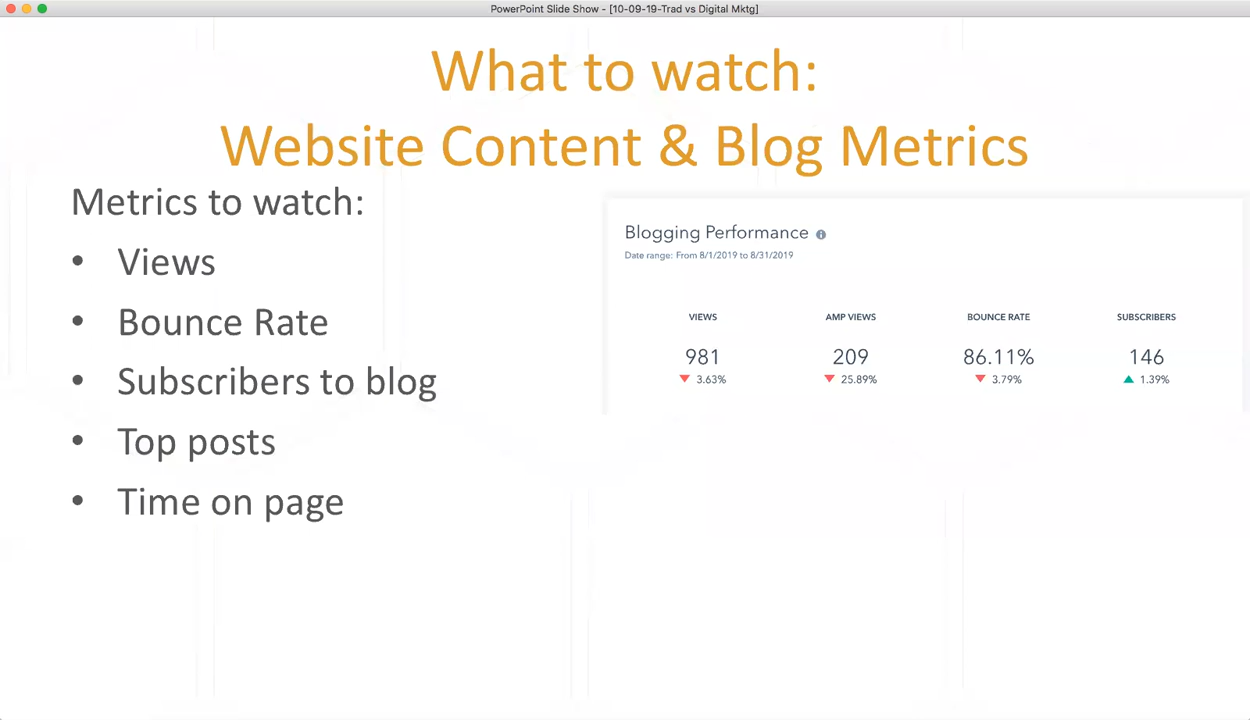 PowerPoint Slide Show - [10-09-19-Trad vs Digital Mktg]
What to watch:
Website Content & Blog Metrics
Metrics to watch:
• Views
• Bounce Rate
• Subscribers to blog
• Top posts
• Time on page
Blogging Performance
Date range: From 8/1/2019 to 8/31/2019
VIEWS AMP VIEWS BOUNCE RATE SUBSCRIBERS
981 209 86.11% 146
▼ 3.63% ▼ 25.89% ▼ 3.79% ▲ 1.39%